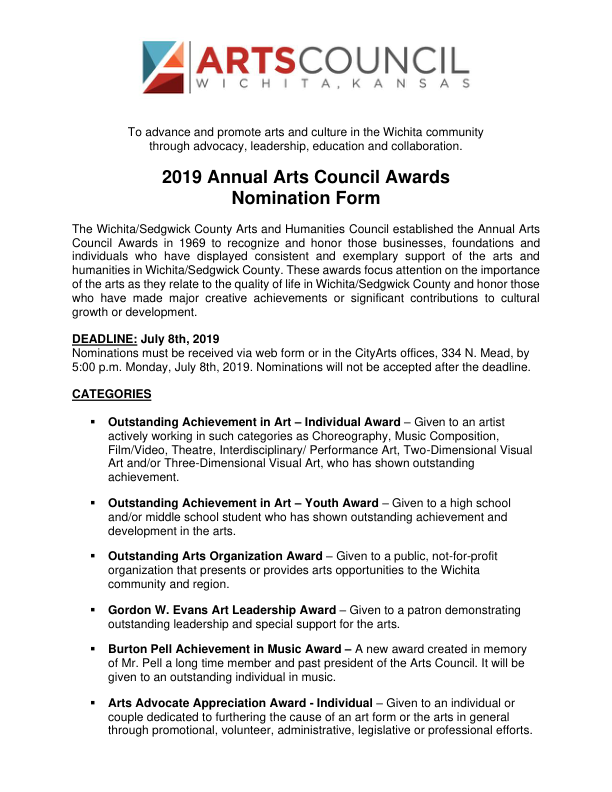 ARTSCOUNCIL
WICHITA, KANSAS
To advance and promote arts and culture in the Wichita community
through advocacy, leadership, education and collaboration.
2019 Annual Arts Council Awards
Nomination Form
The Wichita/Sedgwick County Arts and Humanities Council established the Annual Arts
Council Awards in 1969 to recognize and honor those businesses, foundations and
individuals who have displayed consistent and exemplary support of the arts and
humanities in Wichita/Sedgwick County. These awards focus attention on the importance
of the arts as they relate to the quality of life in Wichita/Sedgwick County and honor those
who have made major creative achievements or significant contributions to cultural
growth or development.
DEADLINE: July 8th, 2019
Nominations must be received via web form or in the CityArts offices, 334 N. Mead, by
5:00 p.m. Monday, July 8th, 2019. Nominations will not be accepted after the deadline.
CATEGORIES
▪ Outstanding Achievement in Art – Individual Award – Given to an artist
actively working in such categories as Choreography, Music Composition,
Film/Video, Theatre, Interdisciplinary/ Performance Art, Two-Dimensional Visual
Art and/or Three-Dimensional Visual Art, who has shown outstanding
achievement.
▪ Outstanding Achievement in Art – Youth Award – Given to a high school
and/or middle school student who has shown outstanding achievement and
development in the arts.
▪ Outstanding Arts Organization Award – Given to a public, not-for-profit
organization that presents or provides arts opportunities to the Wichita
community and region.
▪ Gordon W. Evans Art Leadership Award – Given to a patron demonstrating
outstanding leadership and special support for the arts.
▪ Burton Pell Achievement in Music Award – A new award created in memory
of Mr. Pell a long time member and past president of the Arts Council. It will be
given to an outstanding individual in music.
▪ Arts Advocate Appreciation Award - Individual – Given to an individual or
couple dedicated to furthering the cause of an art form or the arts in general
through promotional, volunteer, administrative, legislative or professional efforts.